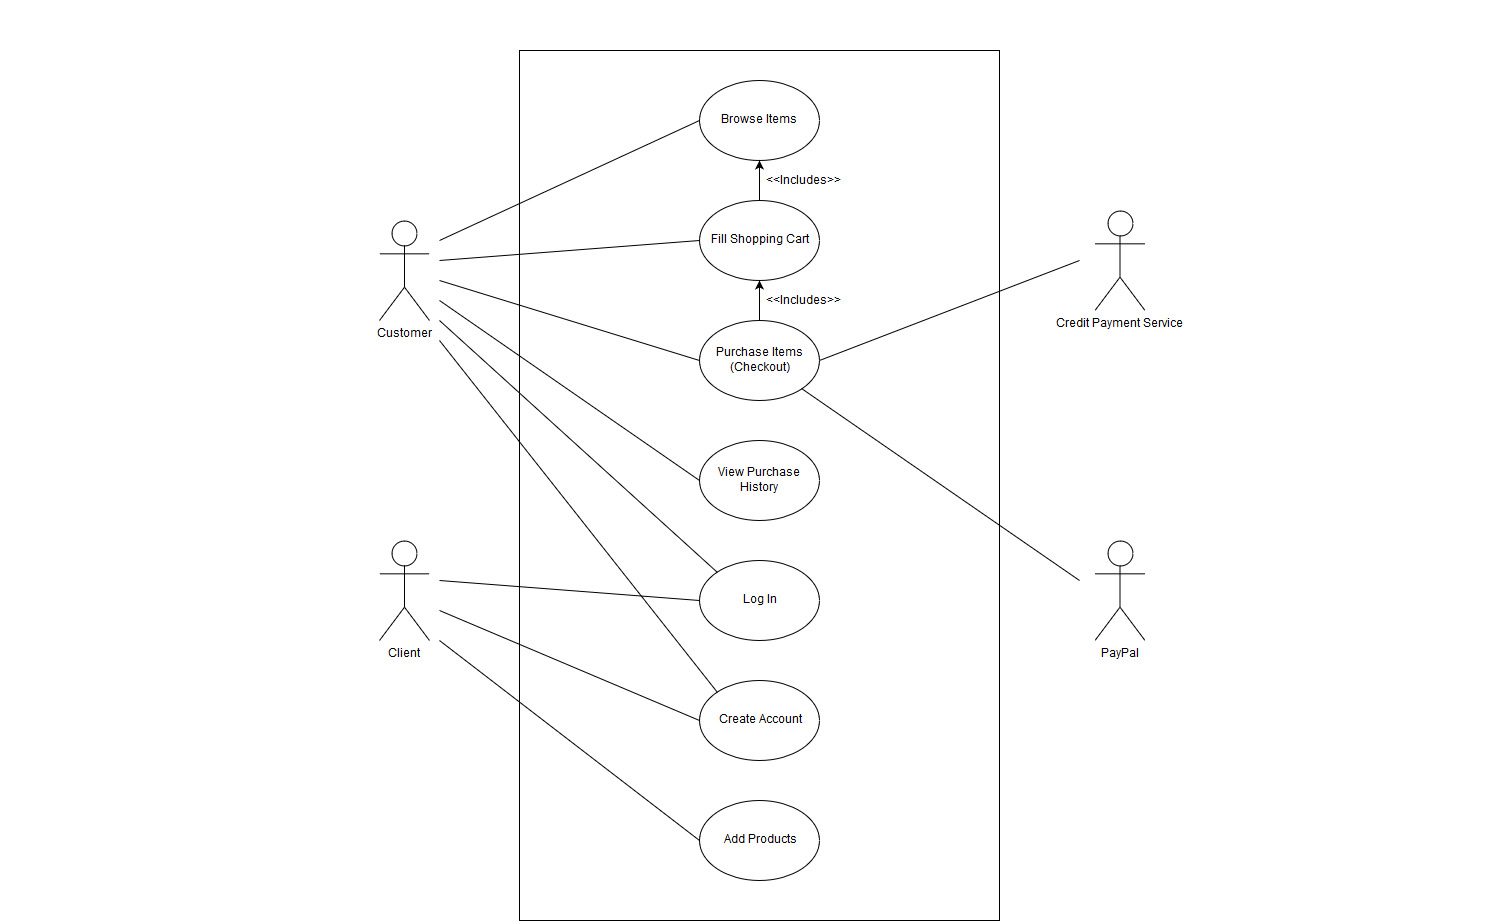 Browse Items
<<Includes>>
Fill Shopping Cart
<<Includes>>
Customer
Credit Payment Service
Purchase Items
(Checkout)
View Purchase
History
Log In
Client
PayPal
Create Account
Add Products